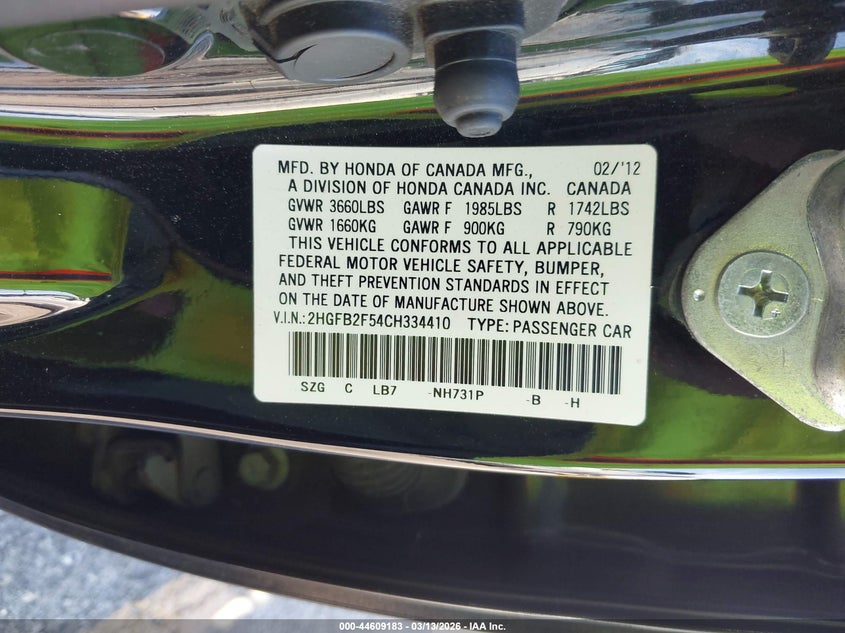 MFD. BY HONDA OF CANADA MFG., 02/'12
A DIVISION OF HONDA CANADA INC. CANADA
GVWR 3660LBS GAWR F 1985LBS R 1742LBS
GVWR 1660KG GAWR F 900KG R 790KG
THIS VEHICLE CONFORMS TO ALL APPLICABLE
FEDERAL MOTOR VEHICLE SAFETY, BUMPER,
AND THEFT PREVENTION STANDARDS IN EFFECT
ON THE DATE OF MANUFACTURE SHOWN ABOVE.
V.I.N.:2HGFB2F54CH334410 TYPE:PASSENGER CAR
SZG C LB7 -NH731P -B -H
000-44609183 - 03/13/2026 - IAA Inc.